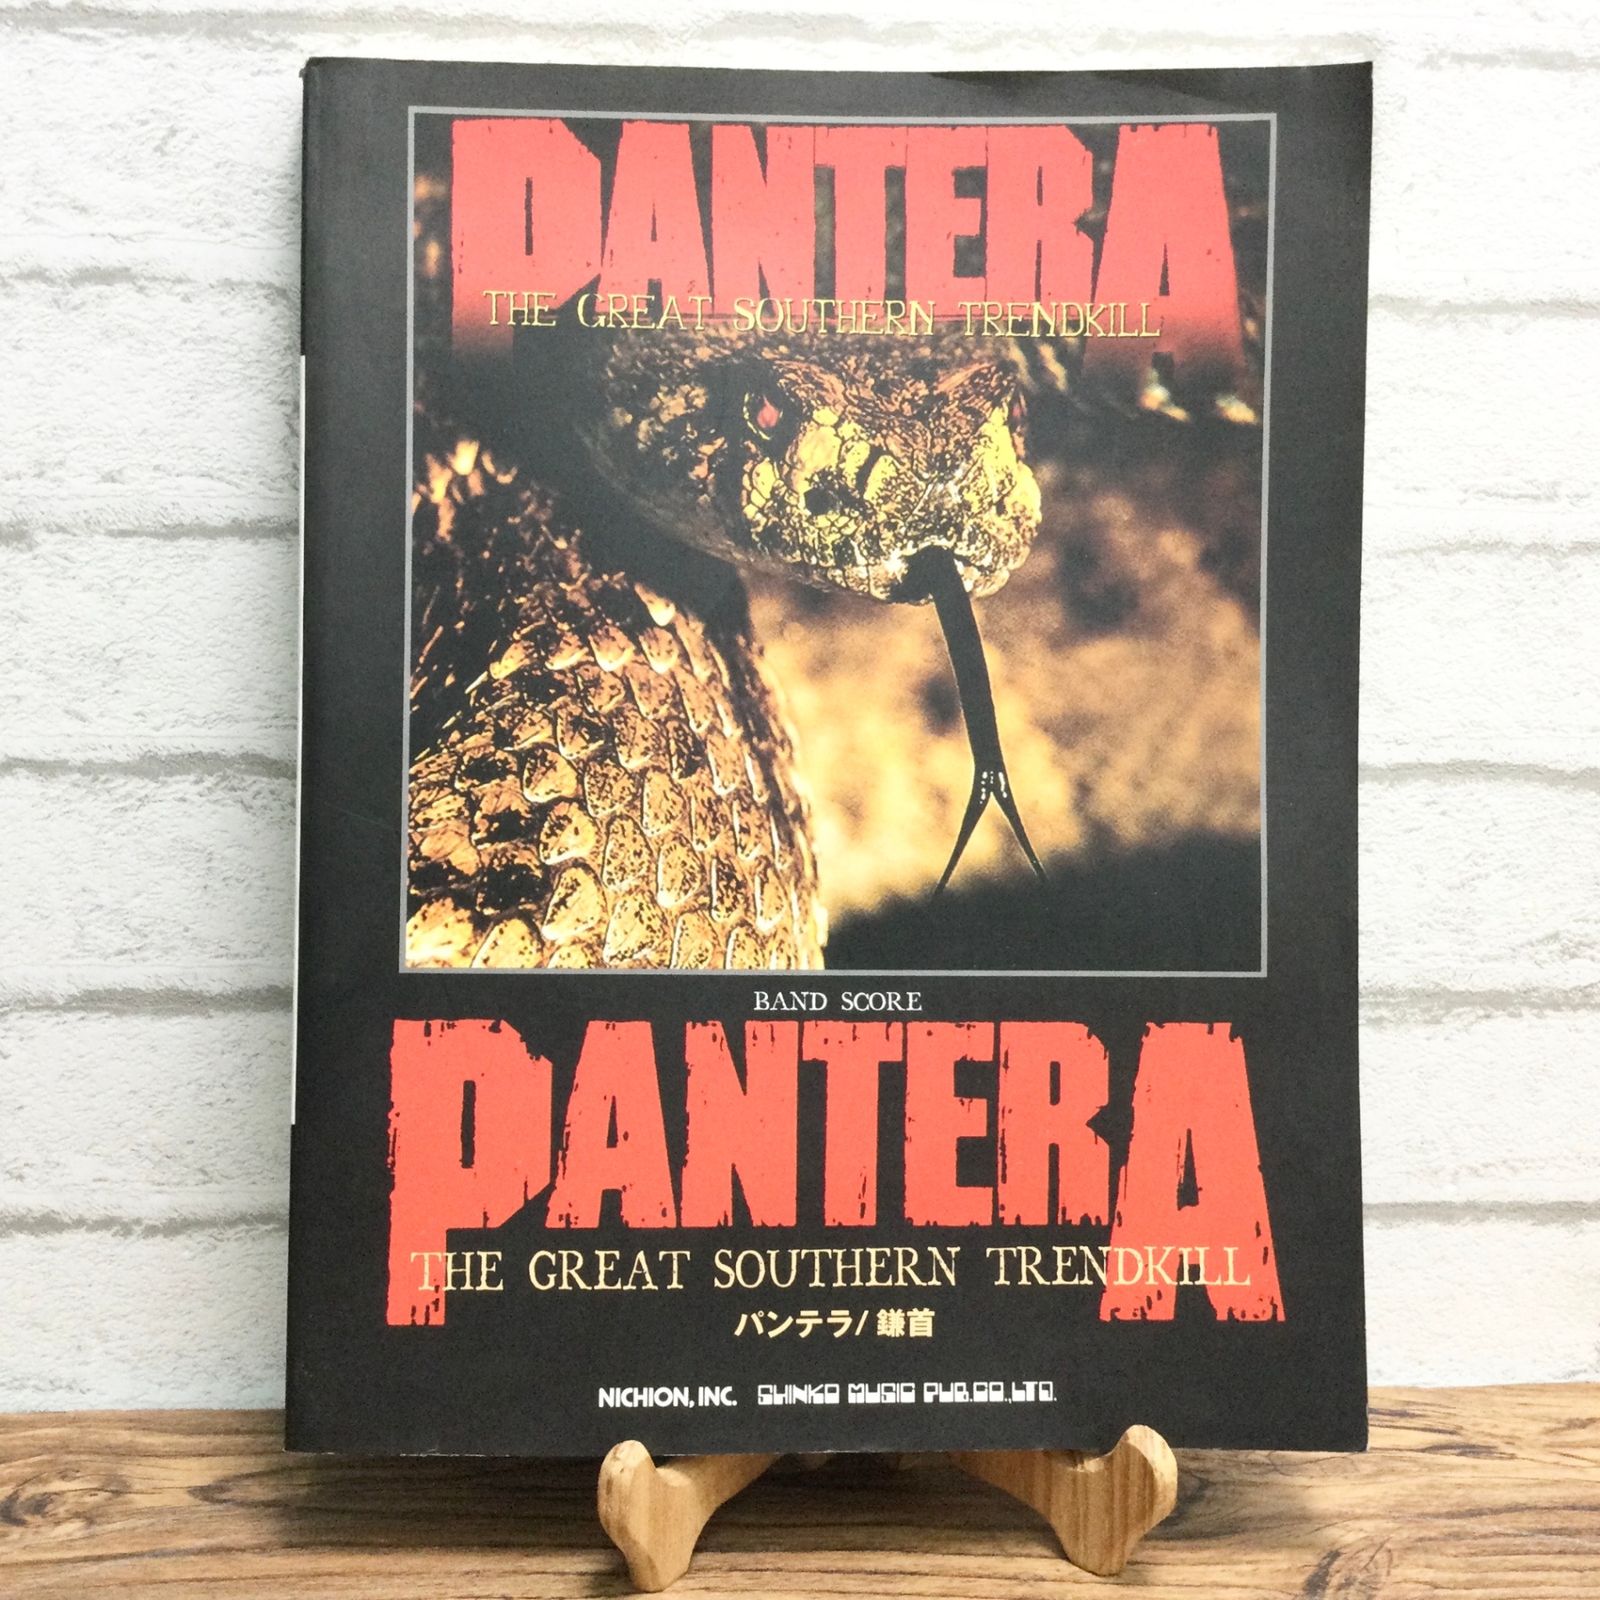 PANTERA
THE GREAT SOUTHERN TRENDKILL
BAND SCORE
PANTERA
THE GREAT SOUTHERN TRENDKILL
パンテラ/鎌首
NICHION, INC. SHINKO MUSIC PUB.CO.,LTD.